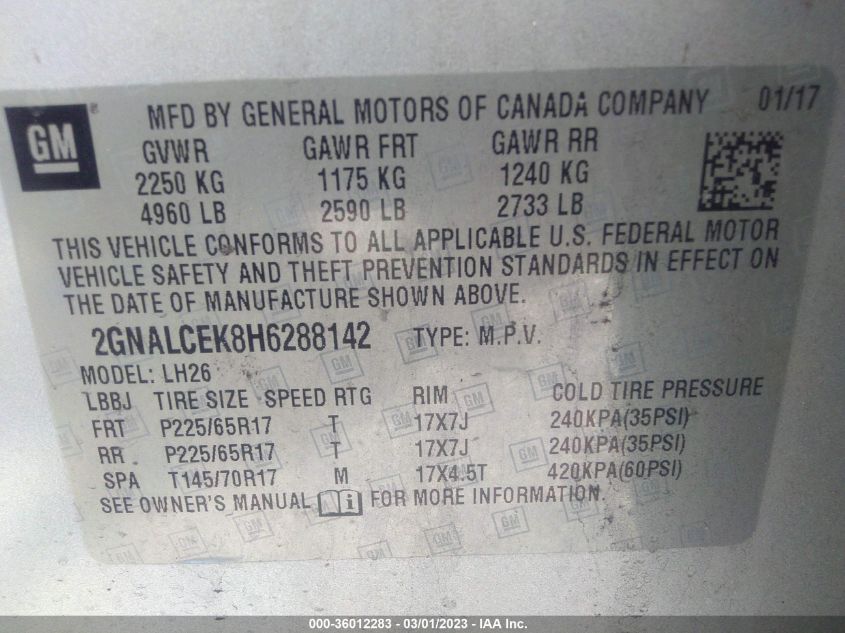 GM
MFD BY GENERAL MOTORS OF CANADA COMPANY 01/17
GVWR GAWR FRT GAWR RR
2250 KG 1175 KG 1240 KG
4960 LB 2590 LB 2733 LB
THIS VEHICLE CONFORMS TO ALL APPLICABLE U.S. FEDERAL MOTOR
VEHICLE SAFETY AND THEFT PREVENTION STANDARDS IN EFFECT ON
THE DATE OF MANUFACTURE SHOWN ABOVE.
2GNALCEK8H6288142 TYPE: M.P.V.
MODEL: LH26
LBBJ TIRE SIZE SPEED RTG RIM COLD TIRE PRESSURE
FRT P225/65R17 T 17X7J 240KPA(35PSI)
RR P225/65R17 T 17X7J 240KPA(35PSI)
SPA T145/70R17 M 17X4.5T 420KPA(60PSI)
SEE OWNER'S MANUAL FOR MORE INFORMATION.
000-36012283 - 03/01/2023 - IAA Inc.